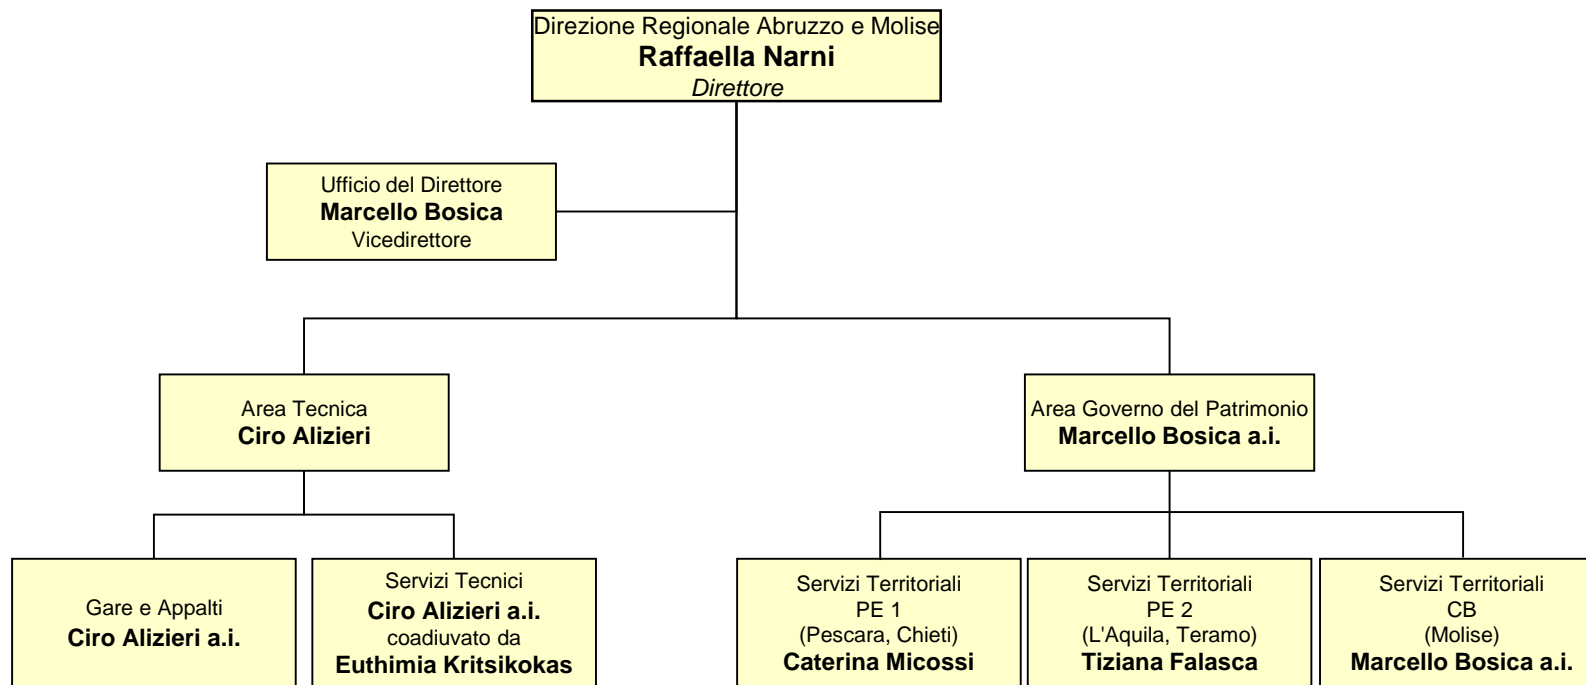 Direzione Regionale Abruzzo e Molise
Raffaella Narni
Direttore
Ufficio del Direttore
Marcello Bosica
Vicedirettore
Area Tecnica
Ciro Alizieri
Area Governo del Patrimonio
Marcello Bosica a.i.
Gare e Appalti
Ciro Alizieri a.i.
Servizi Tecnici
Ciro Alizieri a.i.
coadiuvato da
Euthimia Kritsikokas
Servizi Territoriali
PE 1
(Pescara, Chieti)
Caterina Micossi
Servizi Territoriali
PE 2
(L'Aquila, Teramo)
Tiziana Falasca
Servizi Territoriali
CB
(Molise)
Marcello Bosica a.i.